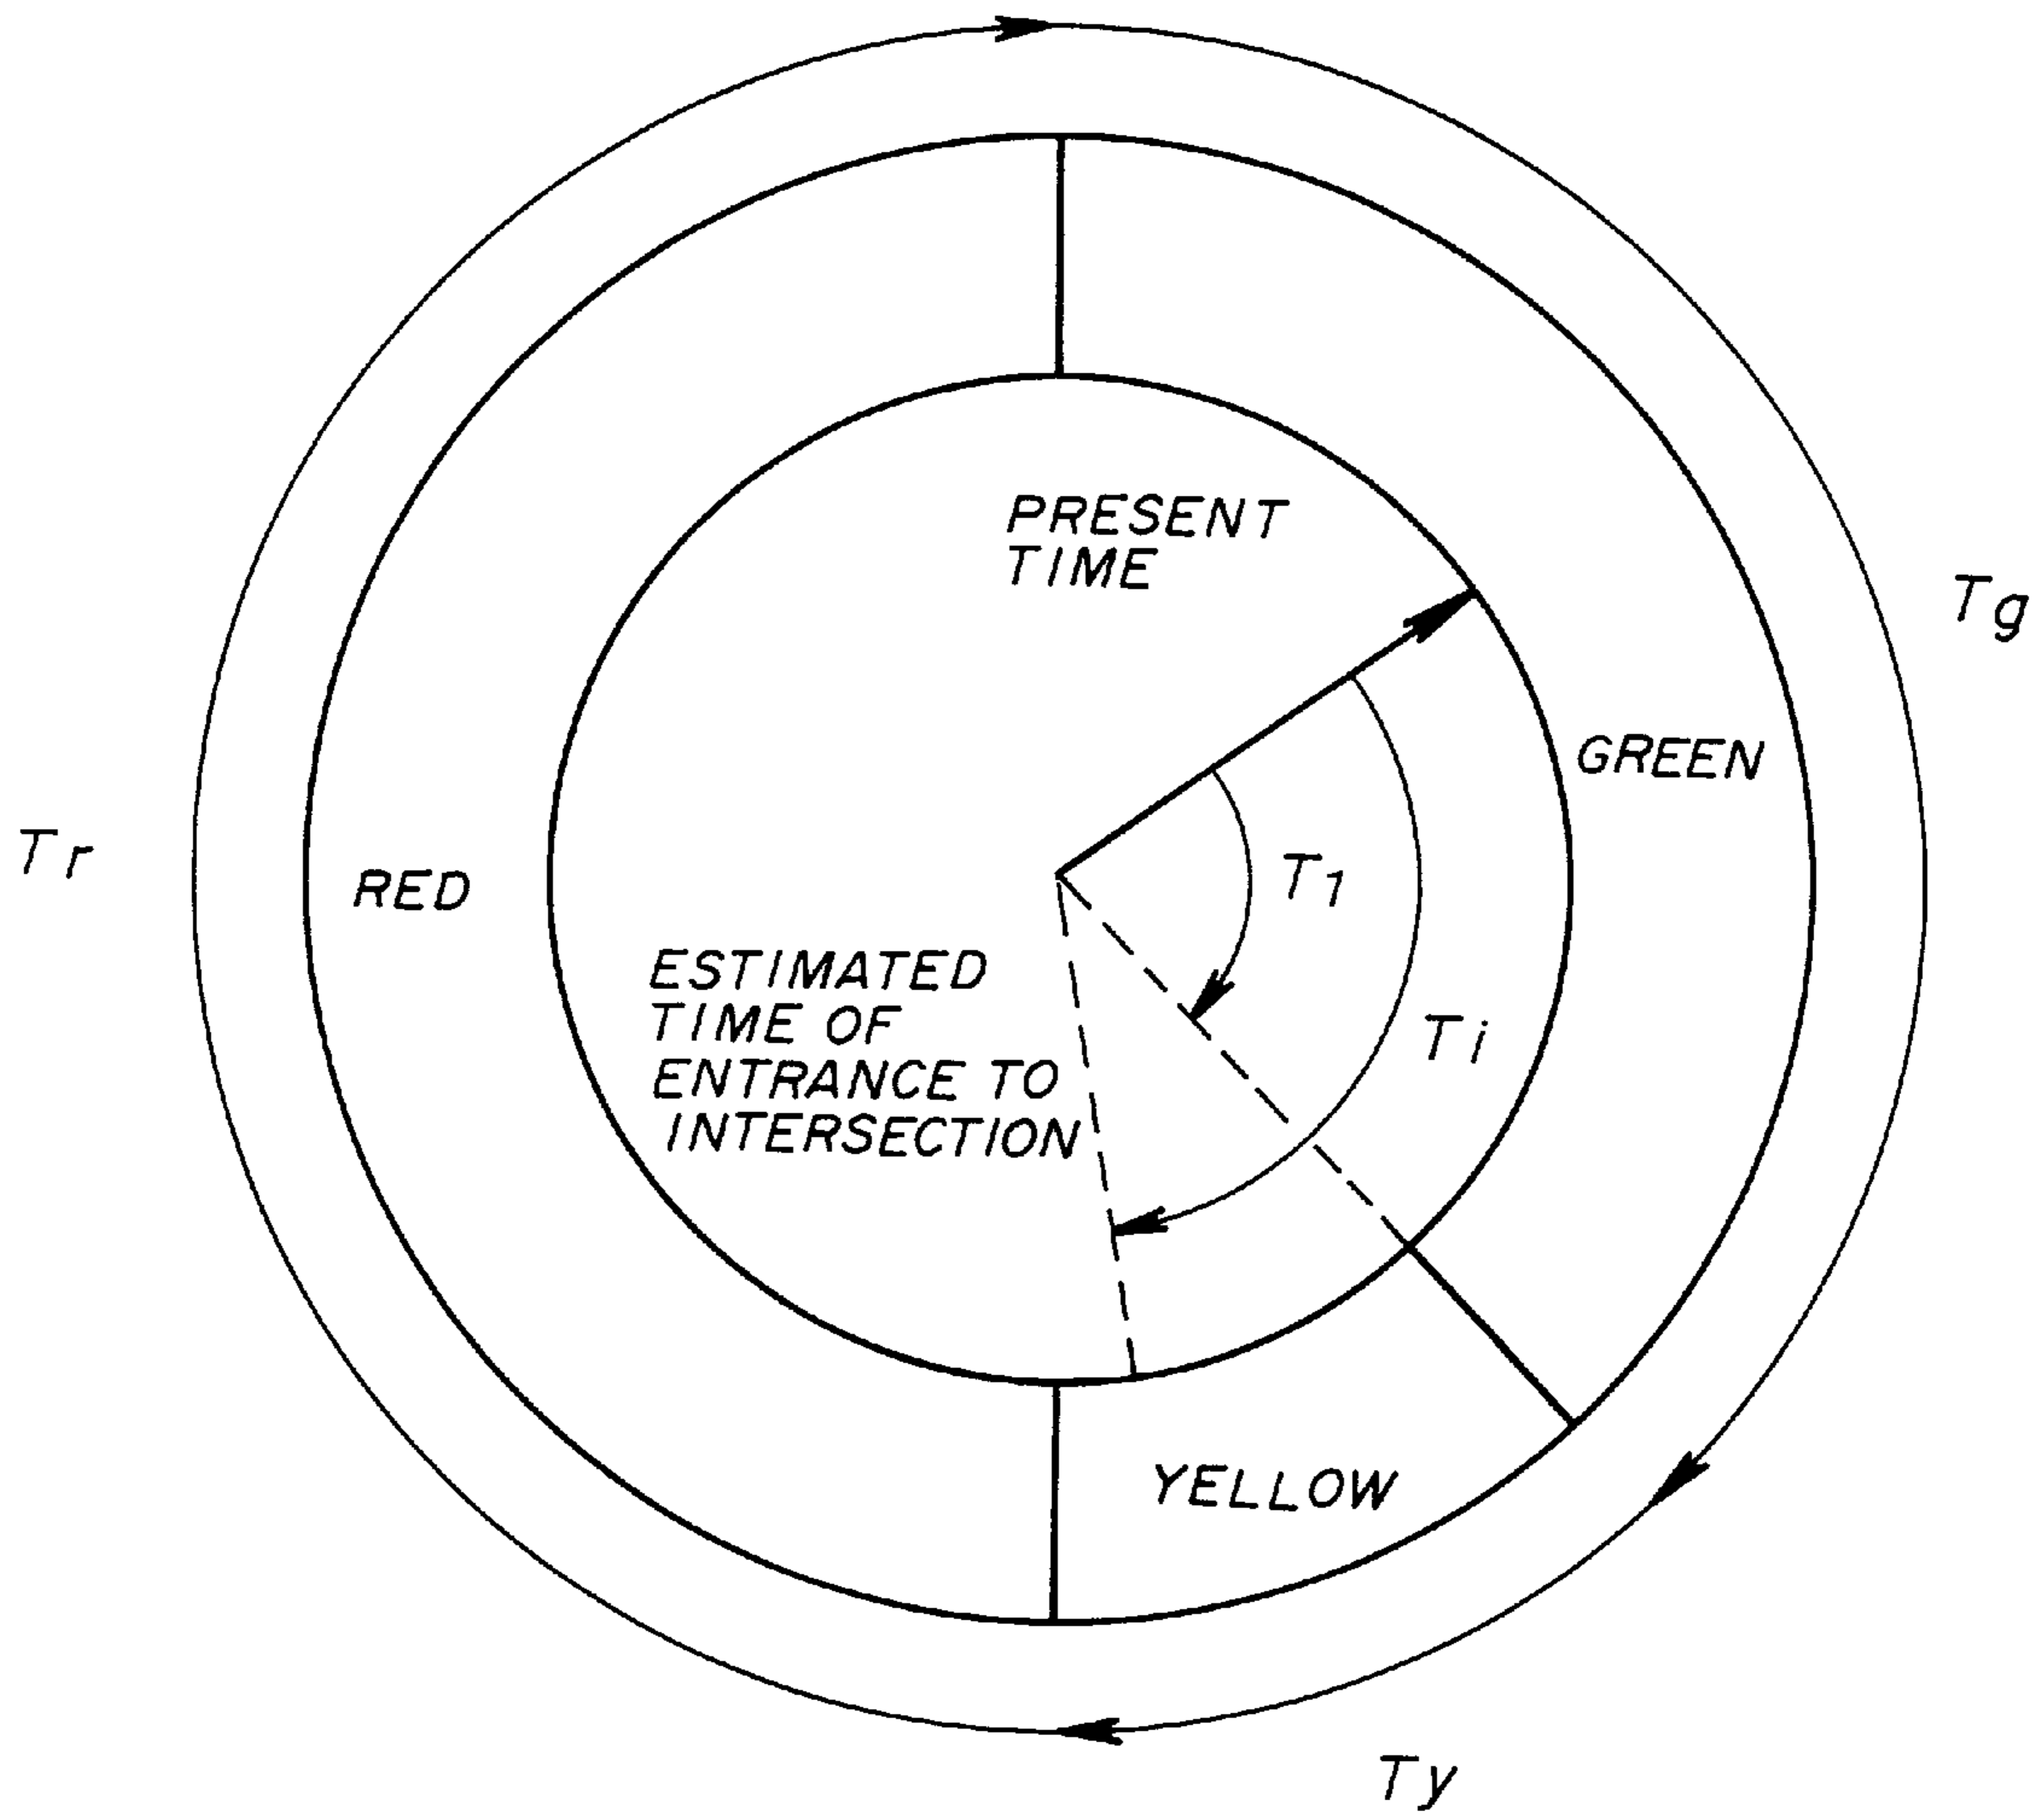 PRESENT
TIME
Tg
GREEN
Tr
RED
T1
ESTIMATED
TIME OF
ENTRANCE TO
INTERSECTION
Ti
YELLOW
Ty